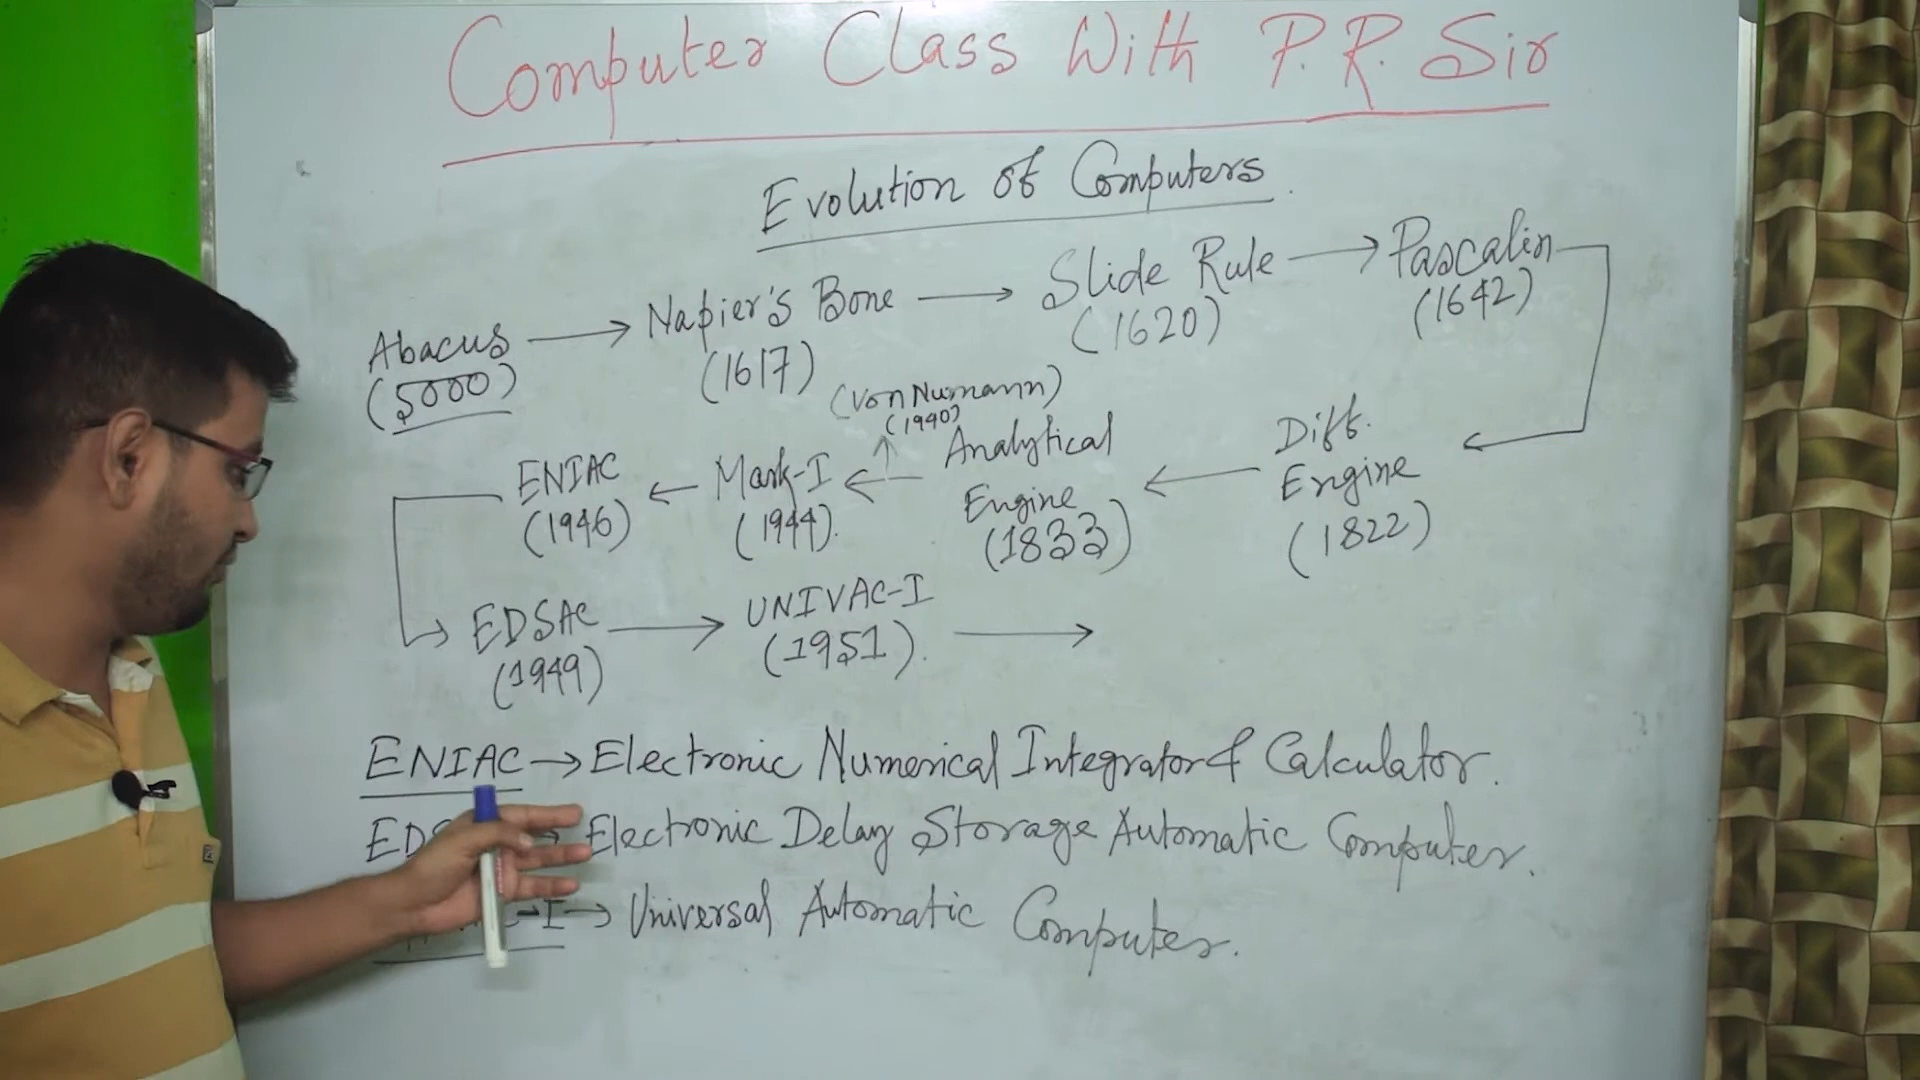 Computer Class With P. R. Sir
Evolution of Computers
Abacus → Napier's Bone → Slide Rule → Pascalin
(5000) (1617) (1620) (1642)
(Von Numann)
(1940)
ENIAC ← Mark-I ← Analytical Engine ← Diff. Engine
(1946) (1944). (1833) (1822)
EDSAC → UNIVAC-I →
(1949) (1951).
ENIAC → Electronic Numerical Integrator & Calculator.
Electronic Delay Storage Automatic Computer.
-I → Universal Automatic Computer.